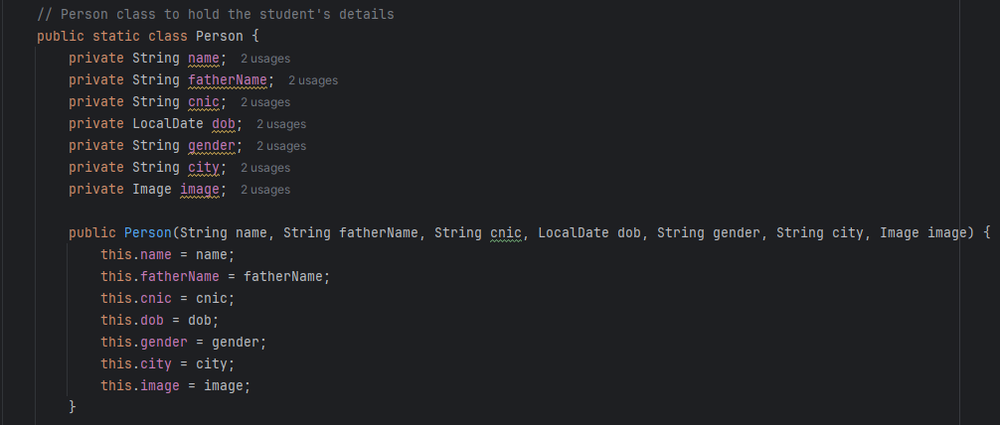 // Person class to hold the student's details
public static class Person {
private String name; 2 usages
private String fatherName; 2 usages
private String cnic; 2 usages
private LocalDate dob; 2 usages
private String gender; 2 usages
private String city; 2 usages
private Image image; 2 usages
public Person(String name, String fatherName, String cnic, LocalDate dob, String gender, String city, Image image) {
this.name = name;
this.fatherName = fatherName;
this.cnic = cnic;
this.dob = dob;
this.gender = gender;
this.city = city;
this.image = image;
}